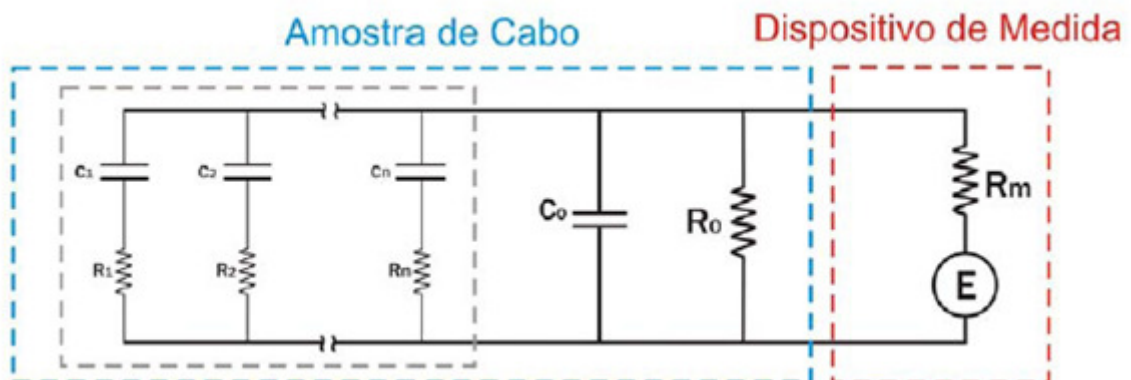 Amostra de Cabo
Dispositivo de Medida
C₁
C₂
Cn
R₁
R₂
Rn
C₀
R₀
Rm
E